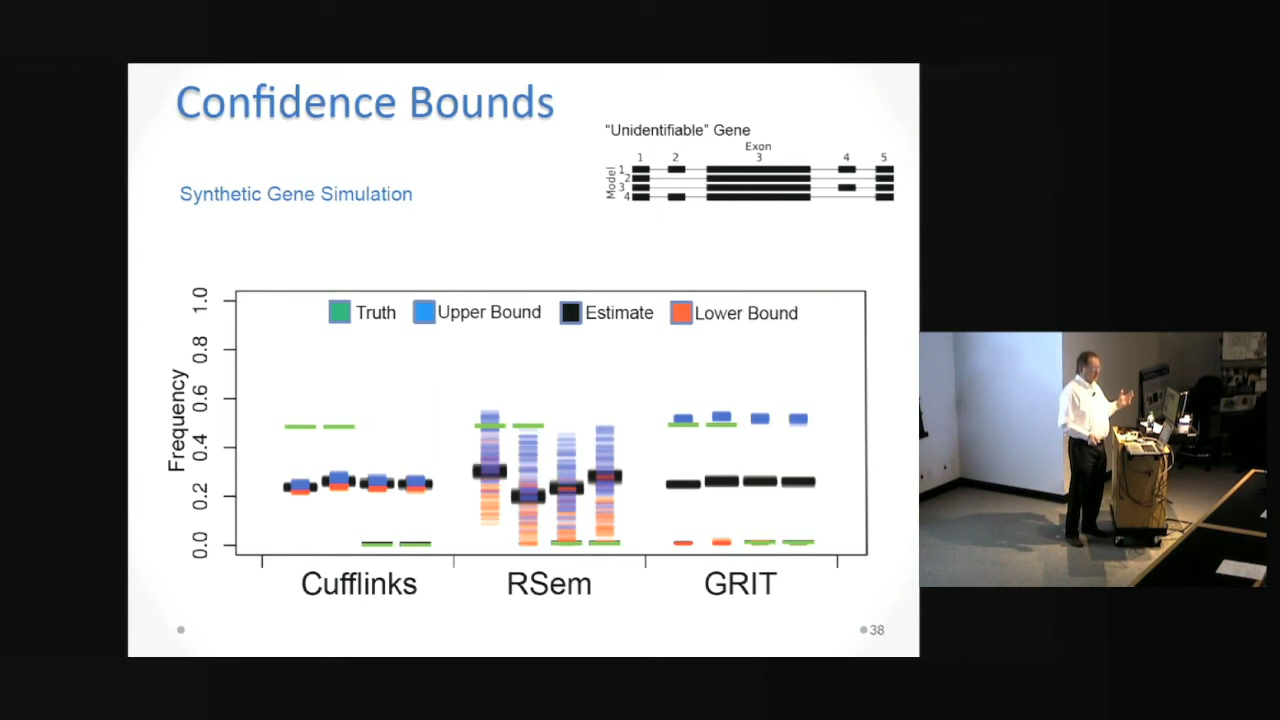 Confidence Bounds
"Unidentifiable" Gene
Exon
1 2 3 4 5
Model
1
2
3
4
Synthetic Gene Simulation
Truth Upper Bound Estimate Lower Bound
Frequency
1.0
0.8
0.6
0.4
0.2
0.0
Cufflinks RSem GRIT
38